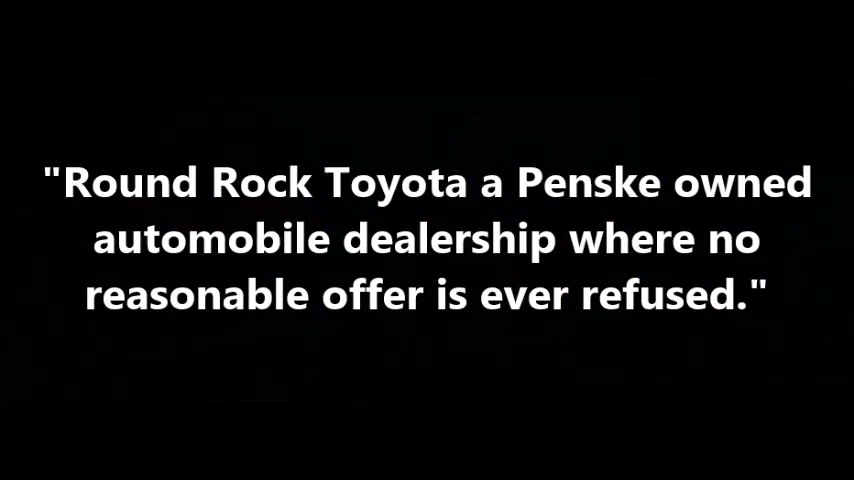 "Round Rock Toyota a Penske owned
automobile dealership where no
reasonable offer is ever refused."